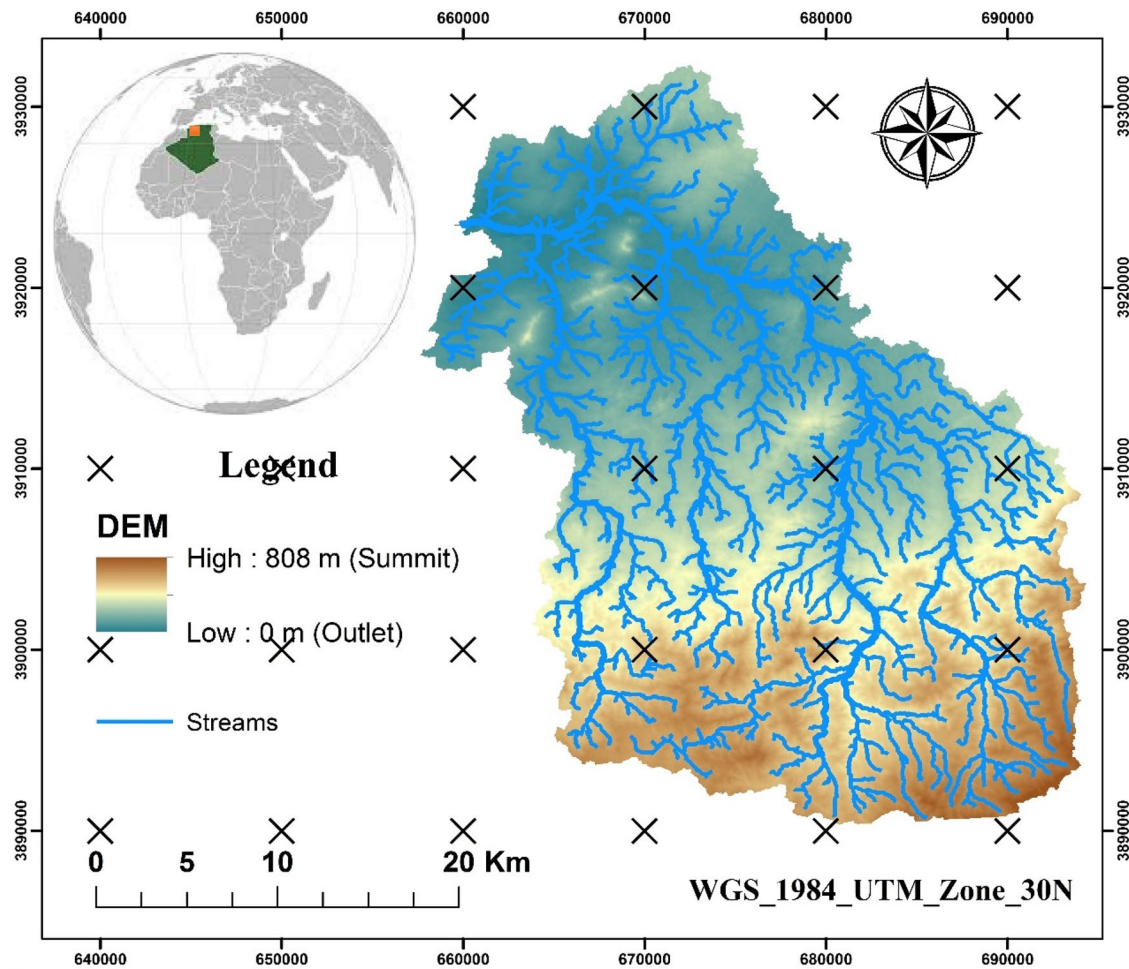 640000 650000 660000 670000 680000 690000
3930000 3930000
3920000 3920000
3910000 3910000
Legend
DEM
High : 808 m (Summit)
Low : 0 m (Outlet)
3900000 3900000
Streams
3890000 3890000
0 5 10 20 Km
WGS_1984_UTM_Zone_30N
640000 650000 660000 670000 680000 690000